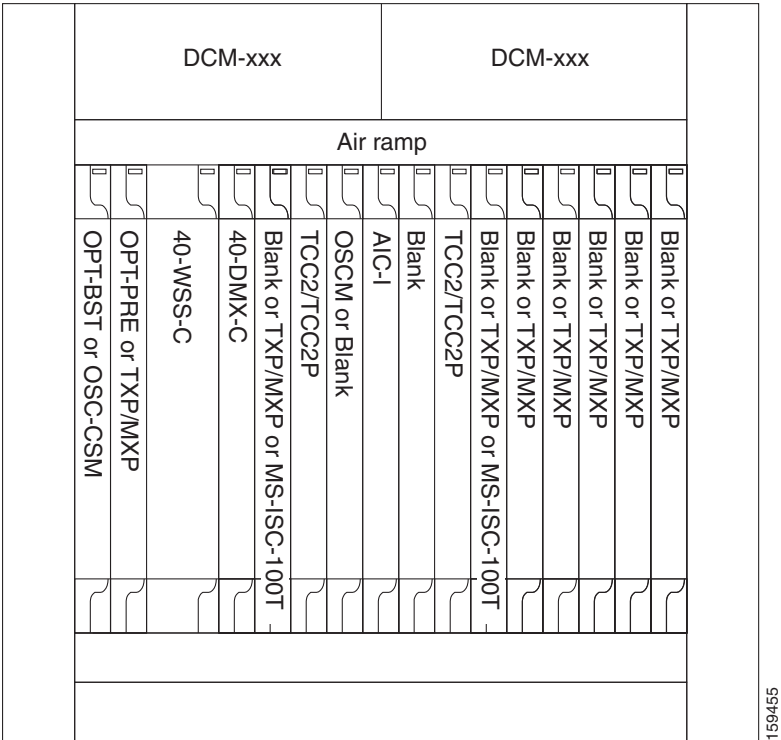 DCM-xxx
DCM-xxx
Air ramp
OPT-BST or OSC-CSM
OPT-PRE or TXP/MXP
40-WSS-C
40-DMX-C
Blank or TXP/MXP or MS-ISC-100T
TCC2/TCC2P
OSCM or Blank
AIC-I
Blank
TCC2/TCC2P
Blank or TXP/MXP or MS-ISC-100T
Blank or TXP/MXP
Blank or TXP/MXP
Blank or TXP/MXP
Blank or TXP/MXP
Blank or TXP/MXP
159455